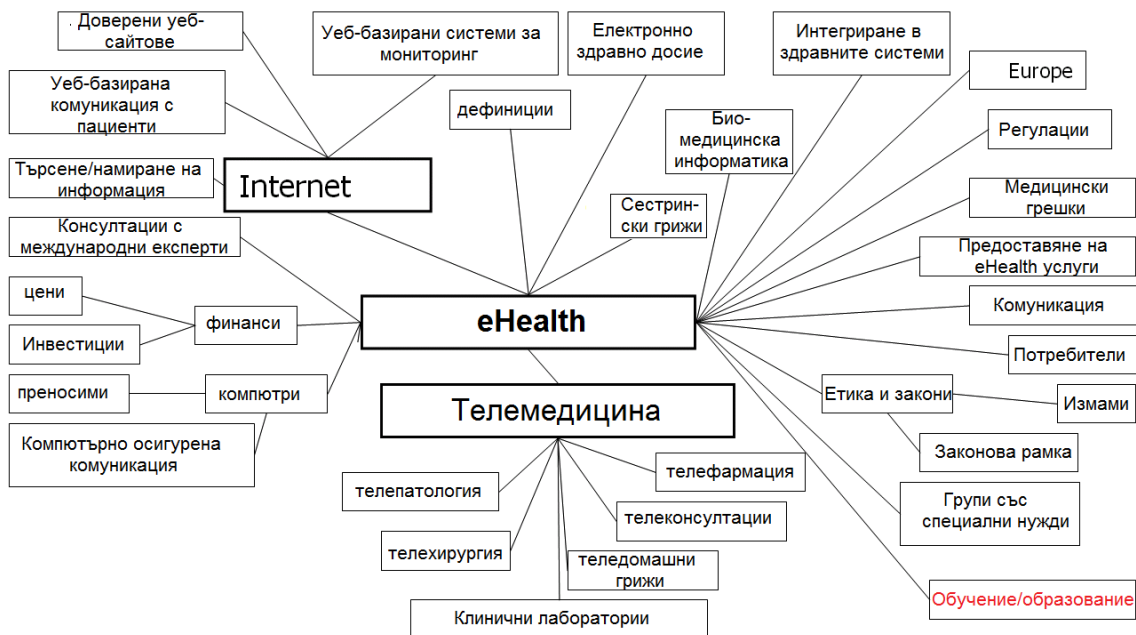 . Доверени уеб-
сайтове
Уеб-базирани системи за
мониторинг
Електронно
здравно досие
Интегриране в
здравните системи
Europe
Уеб-базирана
комуникация с
пациенти
дефиниции
Био-
медицинска
информатика
Регулации
Търсене/намиране на
информация
Internet
Медицински
грешки
Консултации с
международни експерти
Сестрин-
ски грижи
Предоставяне на
eHealth услуги
цени
финанси
eHealth
Комуникация
Инвестиции
Потребители
преносими
компютри
Телемедицина
Етика и закони
Измами
Компютърно осигурена
комуникация
Законова рамка
телефармация
телепатология
Групи със
специални нужди
телеконсултации
телехирургия
теледомашни
грижи
Обучение/образование
Клинични лаборатории